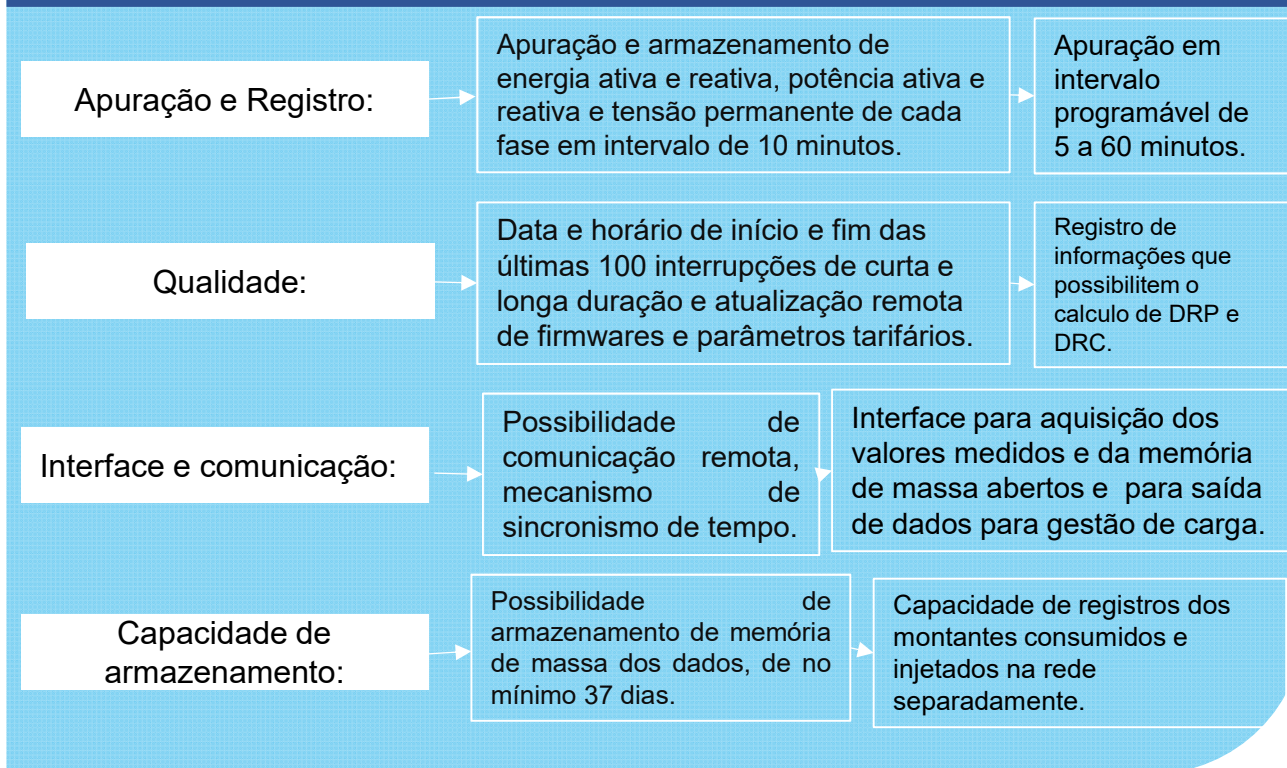 Apuração e Registro:
Apuração e armazenamento de
energia ativa e reativa, potência ativa e
reativa e tensão permanente de cada
fase em intervalo de 10 minutos.
Apuração em
intervalo
programável de
5 a 60 minutos.
Qualidade:
Data e horário de início e fim das
últimas 100 interrupções de curta e
longa duração e atualização remota
de firmwares e parâmetros tarifários.
Registro de
informações que
possibilitem o
calculo de DRP e
DRC.
Interface e comunicação:
Possibilidade de
comunicação remota,
mecanismo de
sincronismo de tempo.
Interface para aquisição dos
valores medidos e da memória
de massa abertos e para saída
de dados para gestão de carga.
Capacidade de
armazenamento:
Possibilidade de
armazenamento de memória
de massa dos dados, de no
mínimo 37 dias.
Capacidade de registros dos
montantes consumidos e
injetados na rede
separadamente.